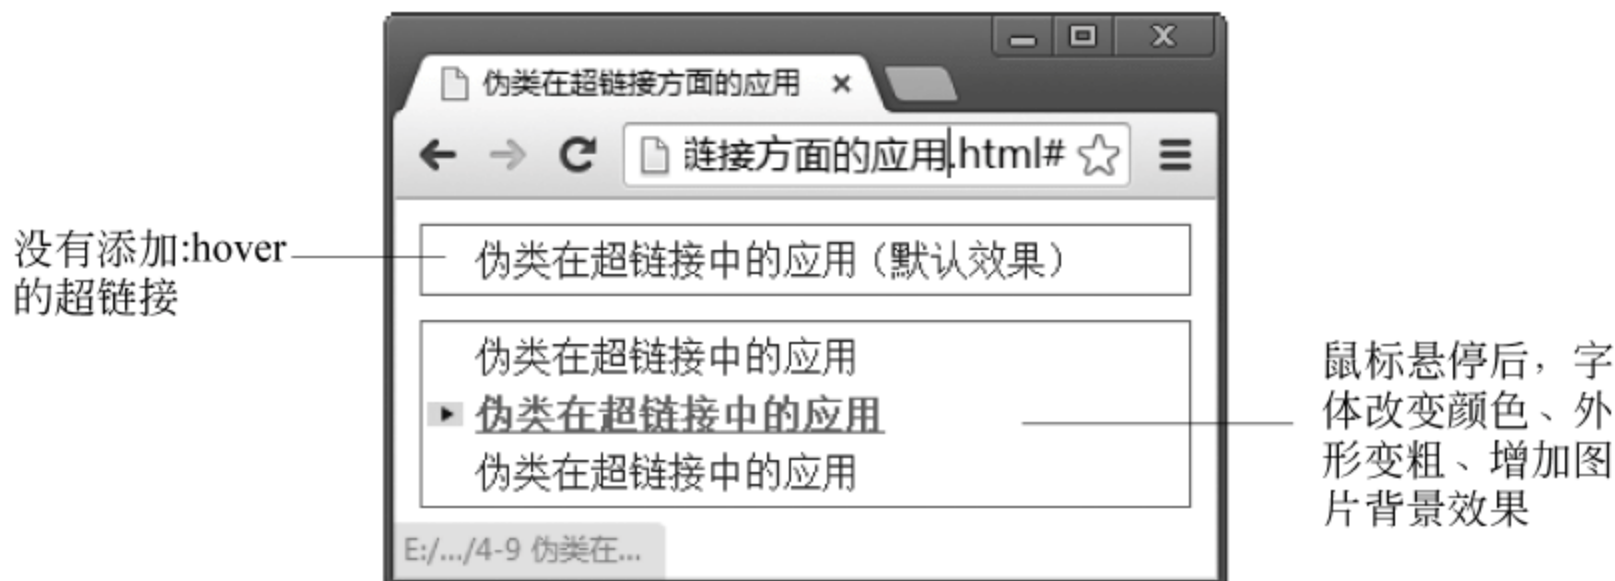 伪类在超链接方面的应用
链接方面的应用.html#
没有添加:hover
的超链接
伪类在超链接中的应用（默认效果）
伪类在超链接中的应用
伪类在超链接中的应用
伪类在超链接中的应用
鼠标悬停后，字
体改变颜色、外
形变粗、增加图
片背景效果
E:/.../4-9 伪类在...